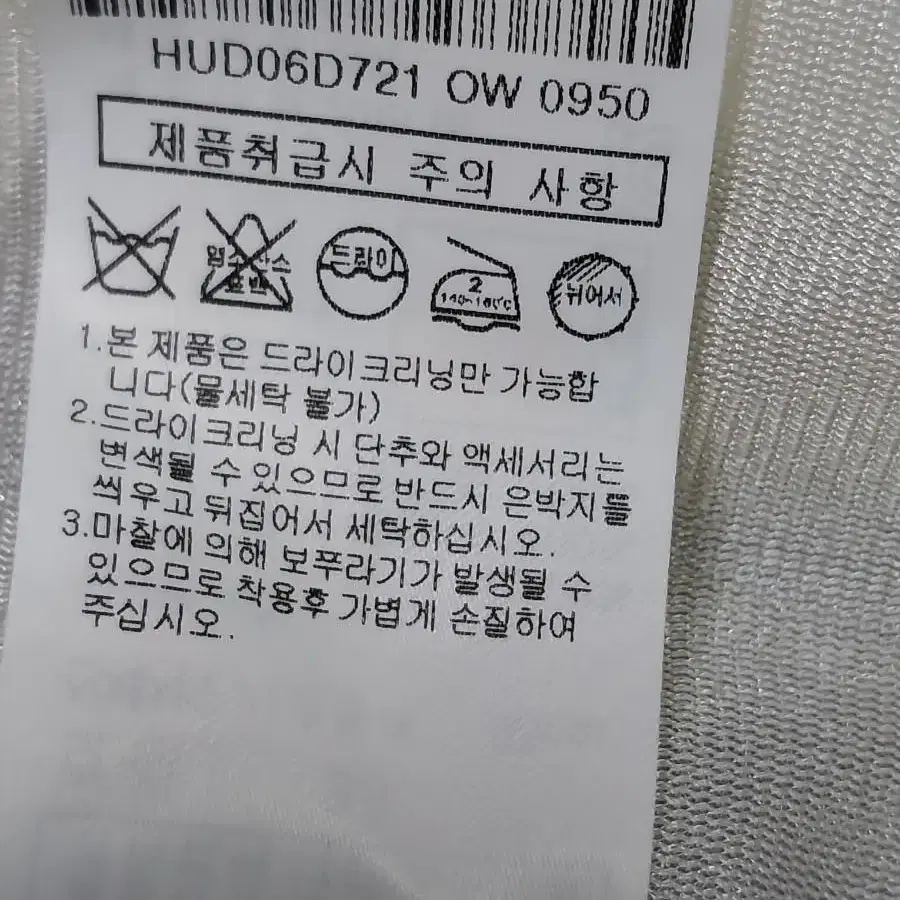 HUD06D721 OW 0950
제품취급시 주의 사항
염소산소
표백
드라이
2
140~160℃
뉘어서
1.본 제품은 드라이크리닝만 가능합
니다(물세탁 불가)
2.드라이크리닝 시 단추와 액세서리는
변색될 수 있으므로 반드시 은박지를
씌우고 뒤집어서 세탁하십시오.
3.마찰에 의해 보푸라기가 발생될 수
있으므로 착용후 가볍게 손질하여
주십시오.